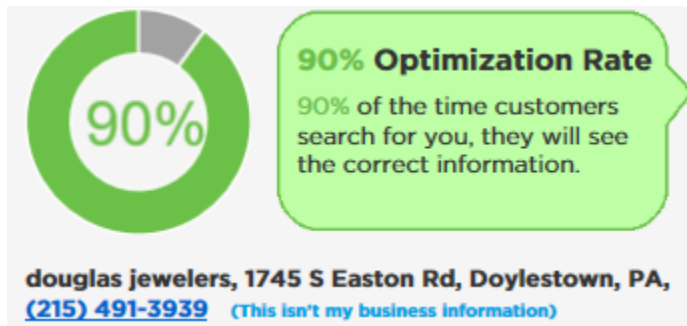 90%
90% Optimization Rate
90% of the time customers
search for you, they will see
the correct information.
douglas jewelers, 1745 S Easton Rd, Doylestown, PA,
(215) 491-3939 (This isn't my business information)